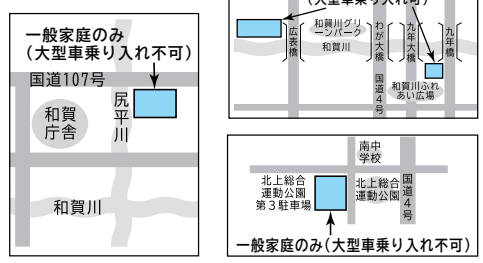 一般家庭のみ
(大型車乗り入れ不可)
国道107号
和賀
庁舎
尻平川
和賀川
(大型車乗り入れ不可)
広表橋
和賀川グリ
ーンパーク
和賀川
わが大橋
国道4号
九年大橋
九年橋
和賀川ふれ
あい広場
南中
学校
北上総合
運動公園
第3駐車場
北上総合
運動公園
国道4号
一般家庭のみ(大型車乗り入れ不可)